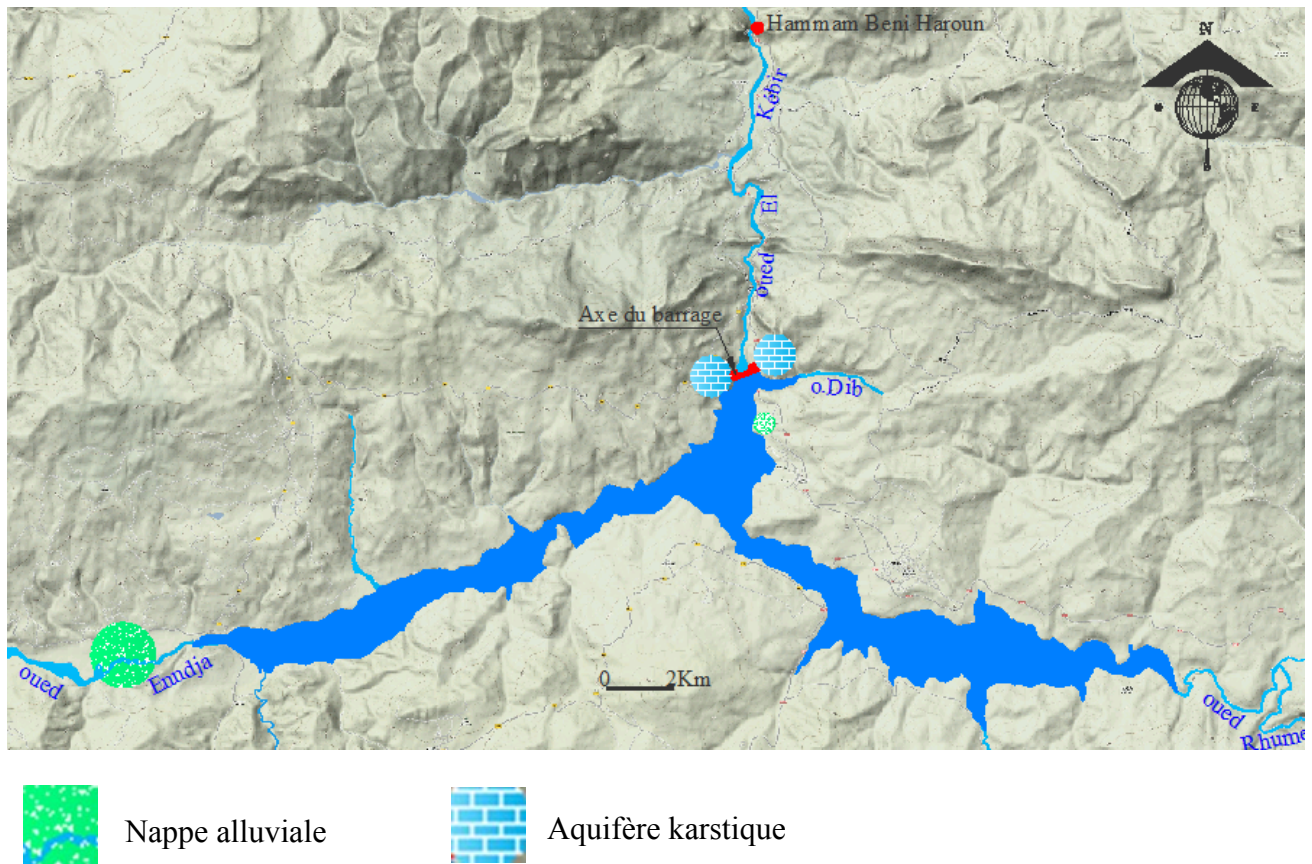 Hammam Beni Haroun
N
O
E
S
oued El Kébir
Axe du barrage
o.Dib
oued Enndja
0 2Km
oued
Rhume
Nappe alluviale
Aquifère karstique